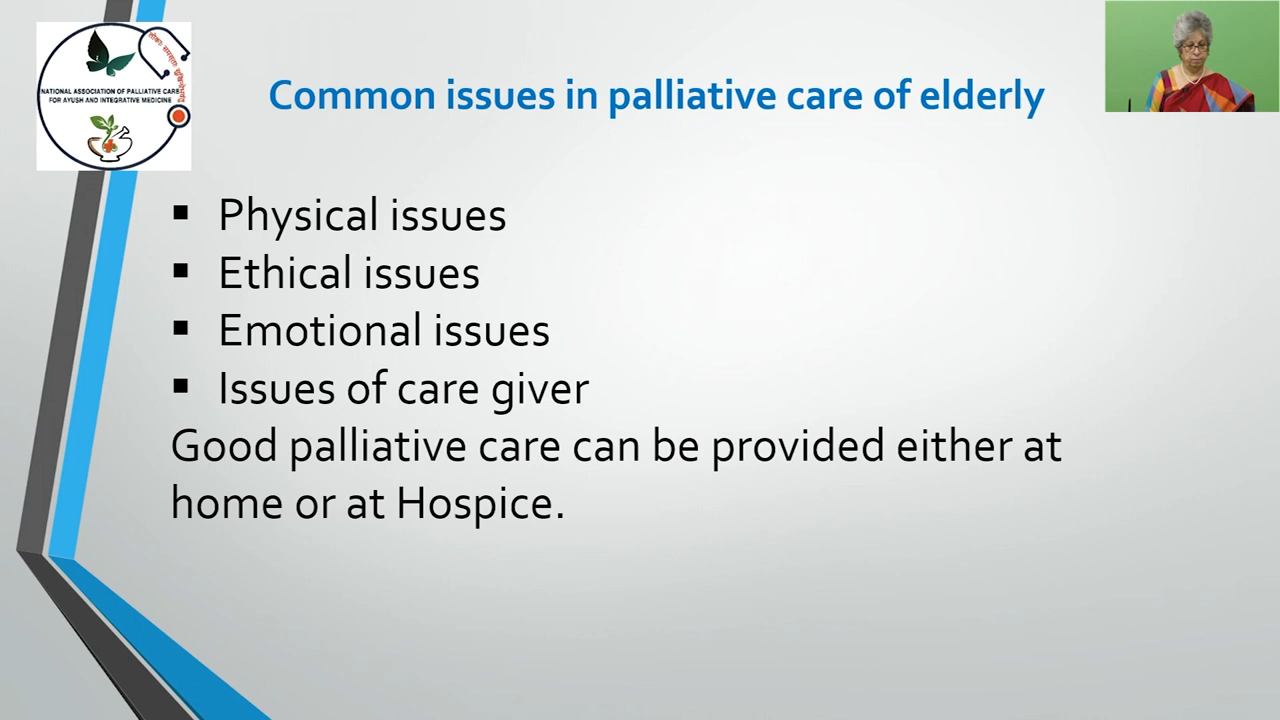 NATIONAL ASSOCIATION OF PALLIATIVE CARE
FOR AYUSH AND INTEGRATIVE MEDICINE
Common issues in palliative care of elderly
▪ Physical issues
▪ Ethical issues
▪ Emotional issues
▪ Issues of care giver
Good palliative care can be provided either at
home or at Hospice.